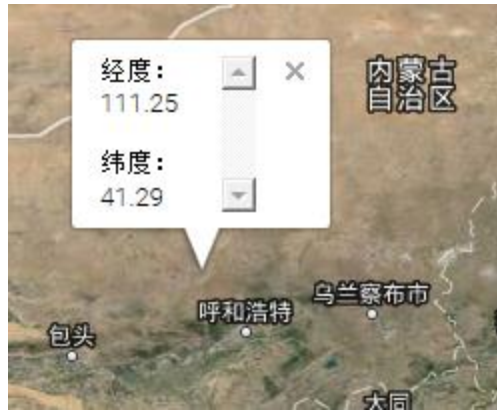 经度：
111.25
纬度：
41.29
×
内蒙古
自治区
乌兰察布市
呼和浩特
包头
大同